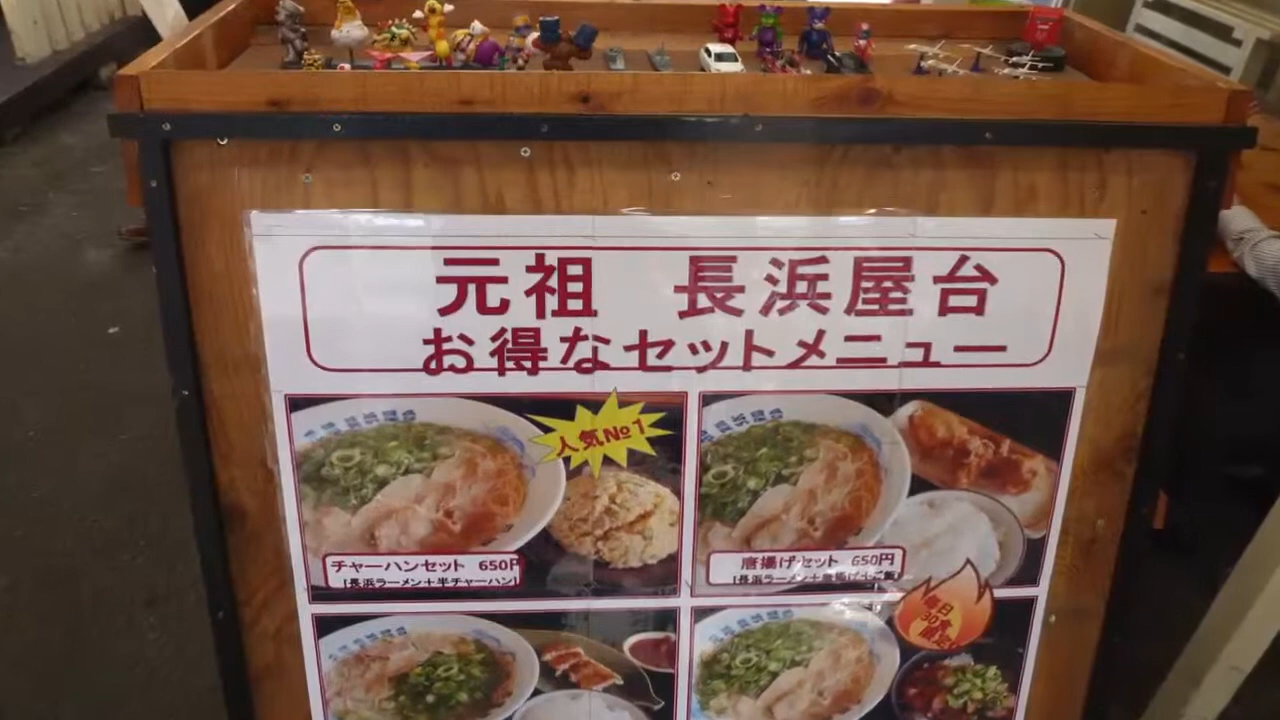 元祖 長浜屋台
お得なセットメニュー
人気№1
チャーハンセット 650円
[長浜ラーメン+半チャーハン]
唐揚げセット 650円
[長浜ラーメン+唐揚げ+ご飯]
毎日
30食
限定